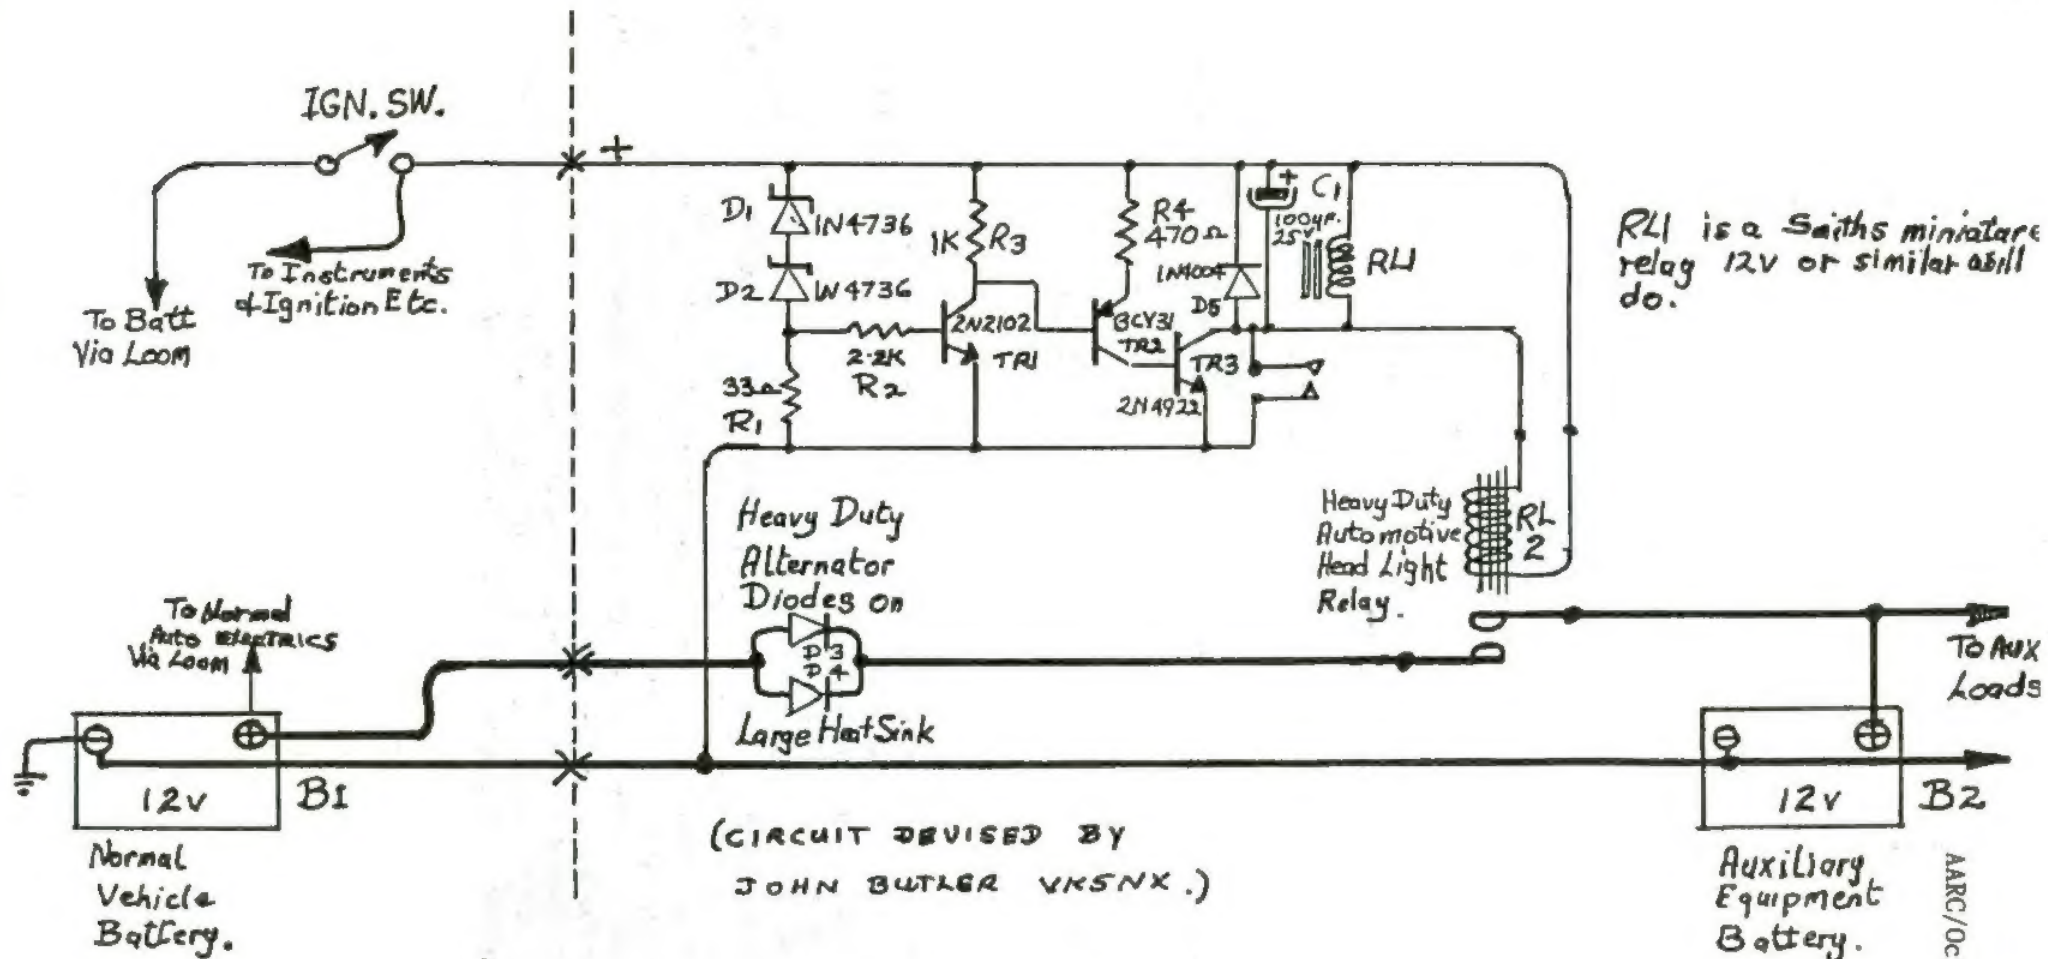 IGN. SW.
To Instruments
& Ignition Etc.
To Batt
Via Loom
+
D1
1N4736
D2
1N4736
33Ω
R1
2.2K
R2
1K
R3
2N2102
TR1
R4
470Ω
BCY31
TR2
TR3
2N4922
1N4004
D5
+
C1
100µF.
25V
RL1
RL1 is a Smiths miniature
relay 12v or similar will
do.
Heavy Duty
Automotive
Head Light
Relay.
RL
2
Heavy Duty
Alternator
Diodes on
D3
D4
Large Heat Sink
To Normal
Auto Electrics
Via Loom
12v
B1
Normal
Vehicle
Battery.
(CIRCUIT DEVISED BY
JOHN BUTLER VK5NX.)
To Aux
Loads
12v
B2
Auxiliary
Equipment
Battery.
AARC/Oc